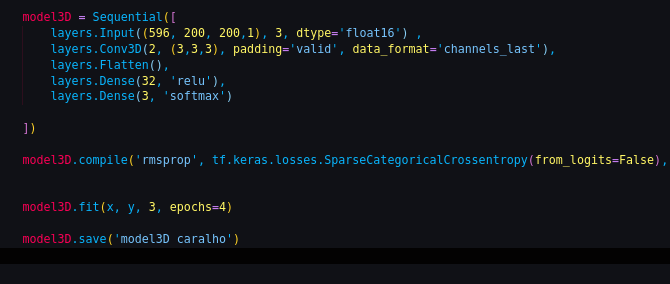 model3D = Sequential([
    layers.Input((596, 200, 200,1), 3, dtype='float16') ,
    layers.Conv3D(2, (3,3,3), padding='valid', data_format='channels_last'),
    layers.Flatten(),
    layers.Dense(32, 'relu'),
    layers.Dense(3, 'softmax')
])
model3D.compile('rmsprop', tf.keras.losses.SparseCategoricalCrossentropy(from_logits=False),
model3D.fit(x, y, 3, epochs=4)
model3D.save('model3D caralho')